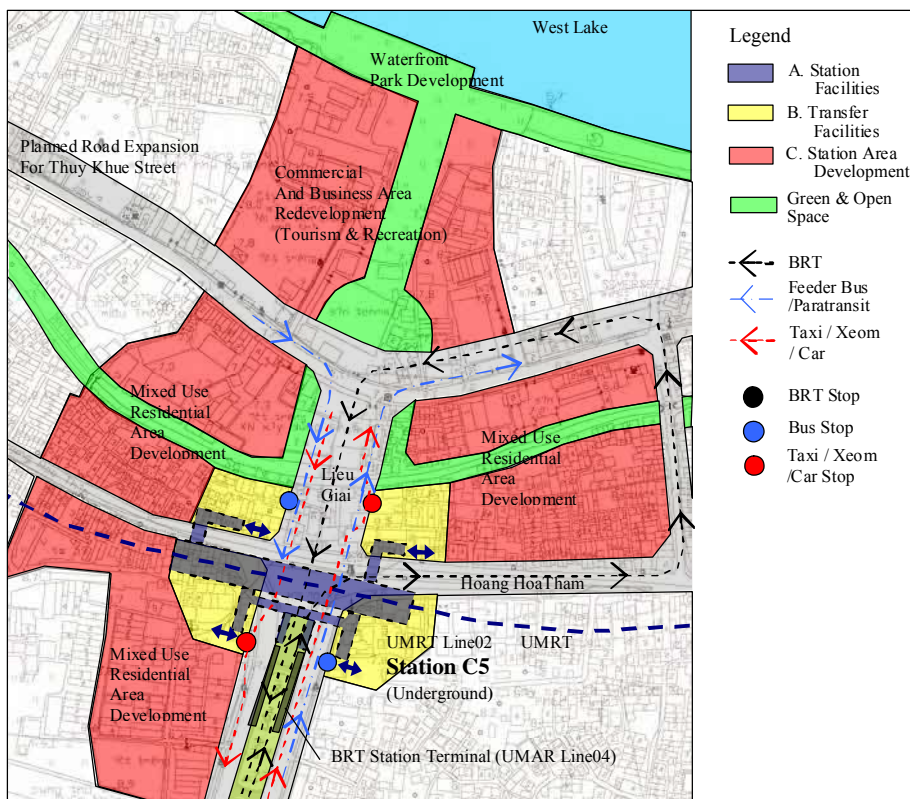 West Lake
Waterfront
Park Development
Planned Road Expansion
For Thuy Khue Street
Commercial
And Business Area
Redevelopment
(Tourism & Recreation)
Mixed Use
Residential
Area
Development
Mixed Use
Residential
Area
Development
Lieu
Giai
Hoang HoaTham
UMRT Line02 UMRT
Station C5
(Underground)
Mixed Use
Residential
Area
Development
BRT Station Terminal (UMAR Line04)
Legend
A. Station
Facilities
B. Transfer
Facilities
C. Station Area
Development
Green & Open
Space
BRT
Feeder Bus
/Paratransit
Taxi / Xeom
/ Car
BRT Stop
Bus Stop
Taxi / Xeom
/Car Stop